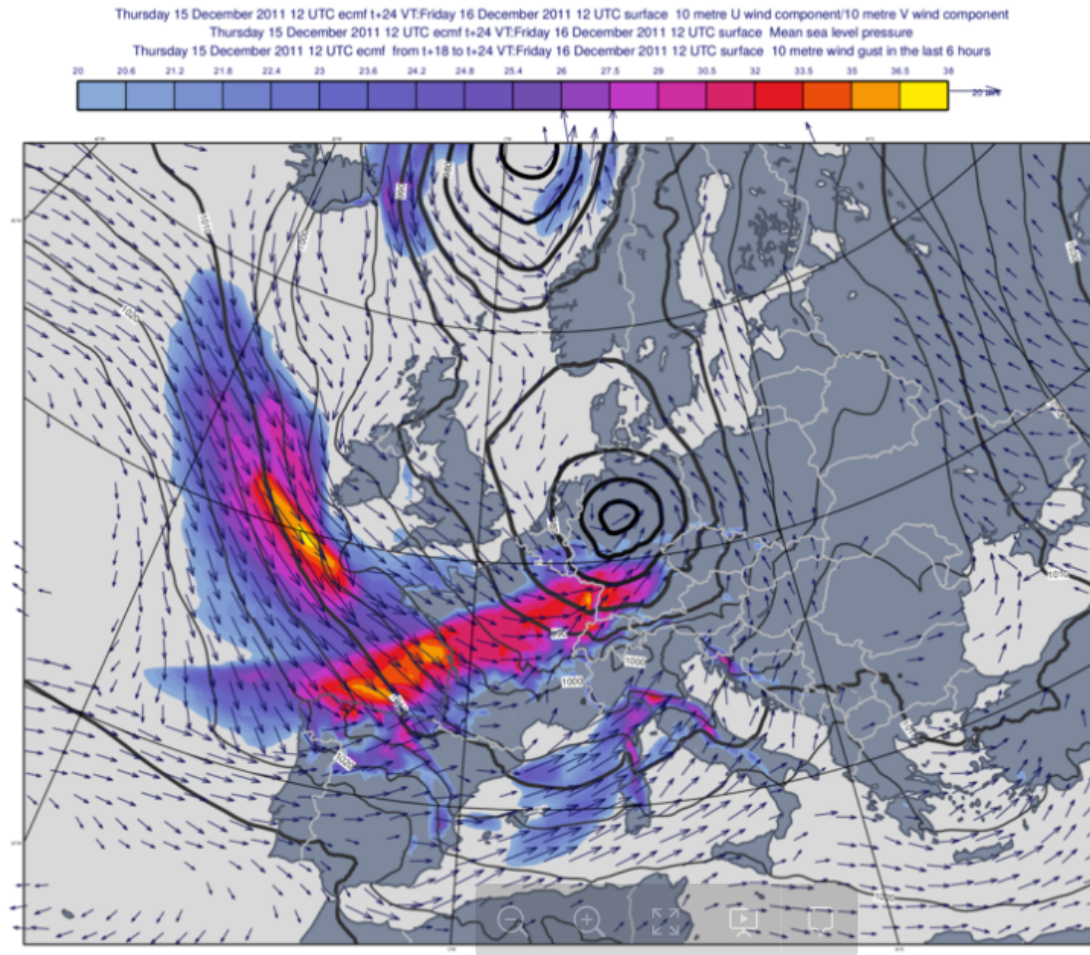 Thursday 15 December 2011 12 UTC ecmf t+24 VT:Friday 16 December 2011 12 UTC surface 10 metre U wind component/10 metre V wind component
Thursday 15 December 2011 12 UTC ecmf t+24 VT:Friday 16 December 2011 12 UTC surface Mean sea level pressure
Thursday 15 December 2011 12 UTC ecmf from t+18 to t+24 VT:Friday 16 December 2011 12 UTC surface 10 metre wind gust in the last 6 hours
20 20.6 21.2 21.8 22.4 23 23.6 24.2 24.8 25.4 26 27.5 29 30.5 32 33.5 35 36.5 38
1010
1020
1010
990
1000
1000
1020